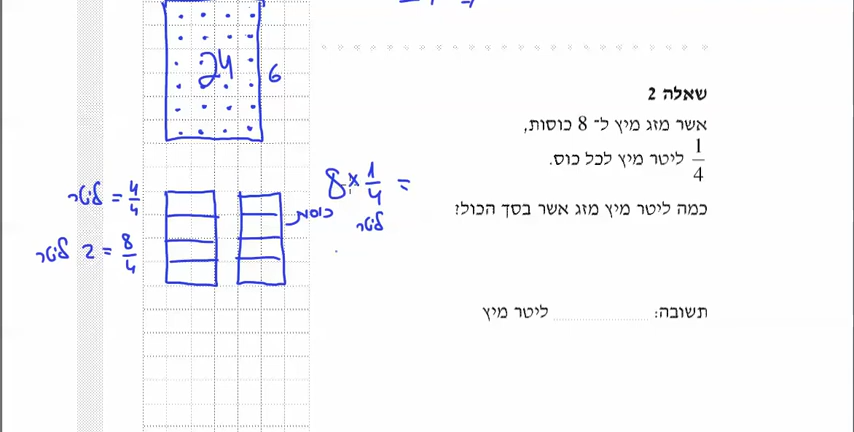 24
6
שאלה 2
אשר מזג מיץ ל־ 8 כוסות,
1/4 ליטר מיץ לכל כוס.
כמה ליטר מיץ מזג אשר בסך הכול?
תשובה: ליטר מיץ
8 × 1/4 =
ליטר
כוסות
4/4 = ליטר
8/4 = 2 ליטר